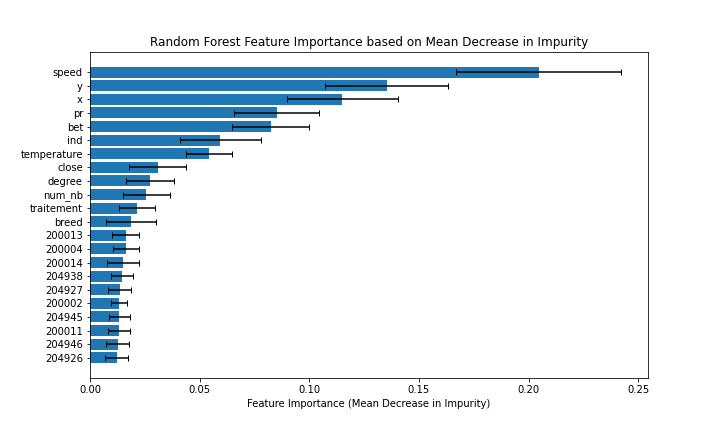 Random Forest Feature Importance based on Mean Decrease in Impurity
speed
y
x
pr
bet
ind
temperature
close
degree
num_nb
traitement
breed
200013
200004
200014
204938
204927
200002
204945
200011
204946
204926
0.00 0.05 0.10 0.15 0.20 0.25
Feature Importance (Mean Decrease in Impurity)